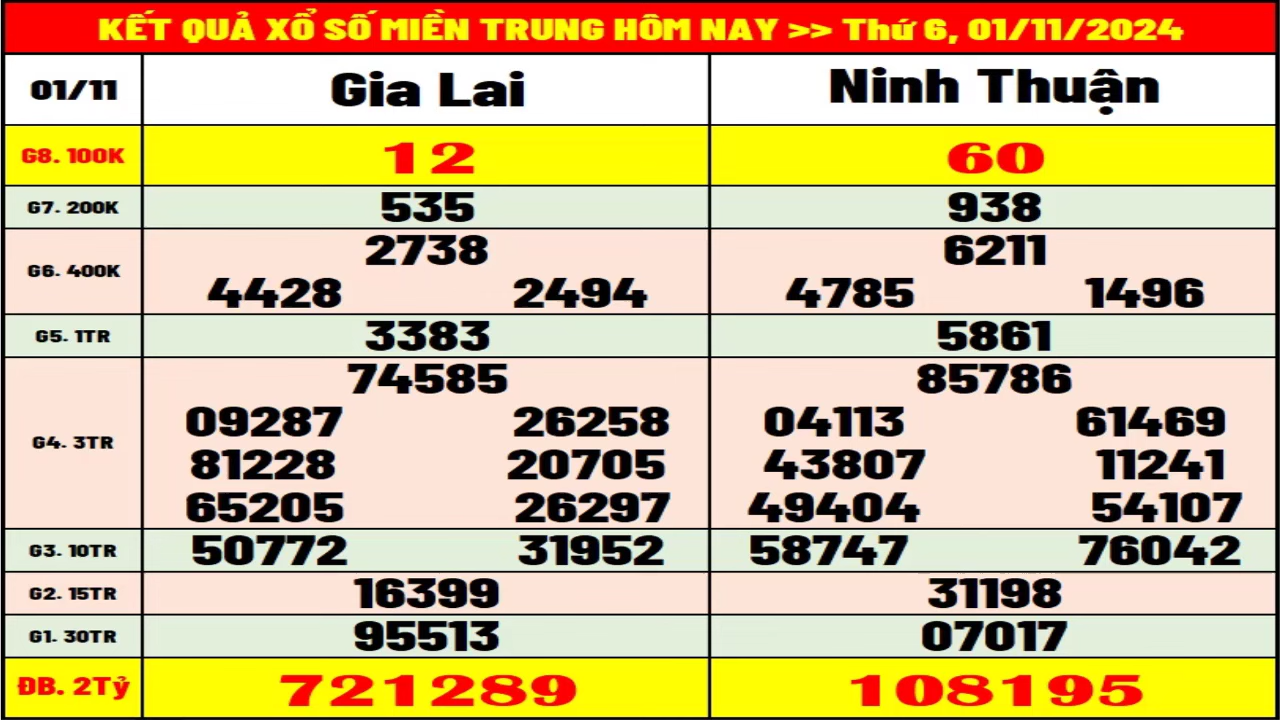 KẾT QUẢ XỔ SỐ MIỀN TRUNG HÔM NAY >> Thứ 6, 01/11/2024
01/11 Gia Lai Ninh Thuận
G8. 100K 12 60
G7. 200K 535 938
G6. 400K
2738 6211
4428 2494 4785 1496
G5. 1TR 3383 5861
G4. 3TR
74585 85786
09287 26258 04113 61469
81228 20705 43807 11241
65205 26297 49404 54107
G3. 10TR 50772 31952 58747 76042
G2. 15TR 16399 31198
G1. 30TR 95513 07017
ĐB. 2Tỷ 721289 108195